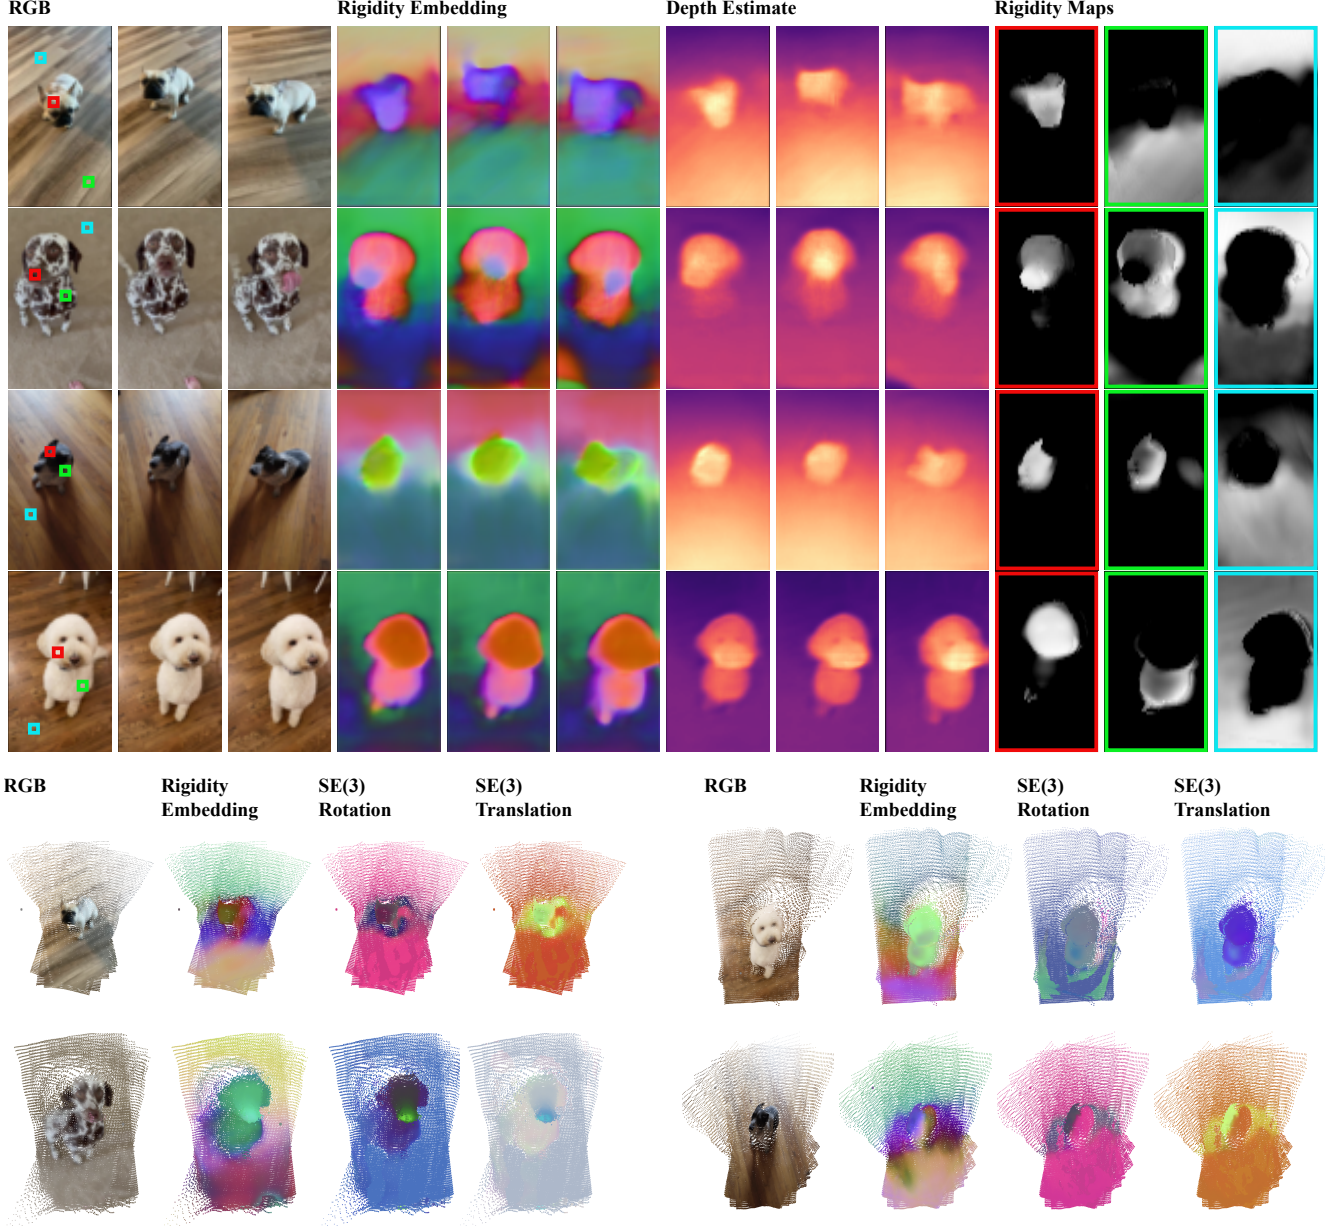 RGB Rigidity Embedding Depth Estimate Rigidity Maps
RGB Rigidity SE(3) SE(3) RGB Rigidity SE(3) SE(3)
Embedding Rotation Translation Embedding Rotation Translation